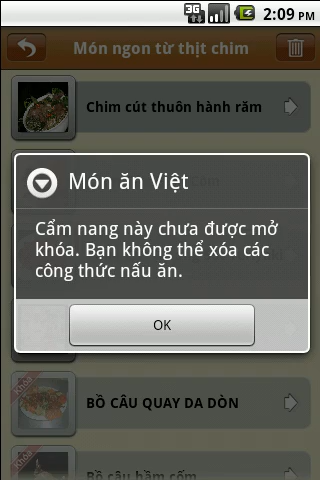 3G 2:09 PM
Món ngon từ thịt chim
Chim cút thuôn hành răm
Món ăn Việt
Cẩm nang này chưa được mở
khóa. Bạn không thể xóa các
công thức nấu ăn.
OK
Khóa
BỒ CÂU QUAY DA DÒN
Khóa
Bồ câu hầm cốm